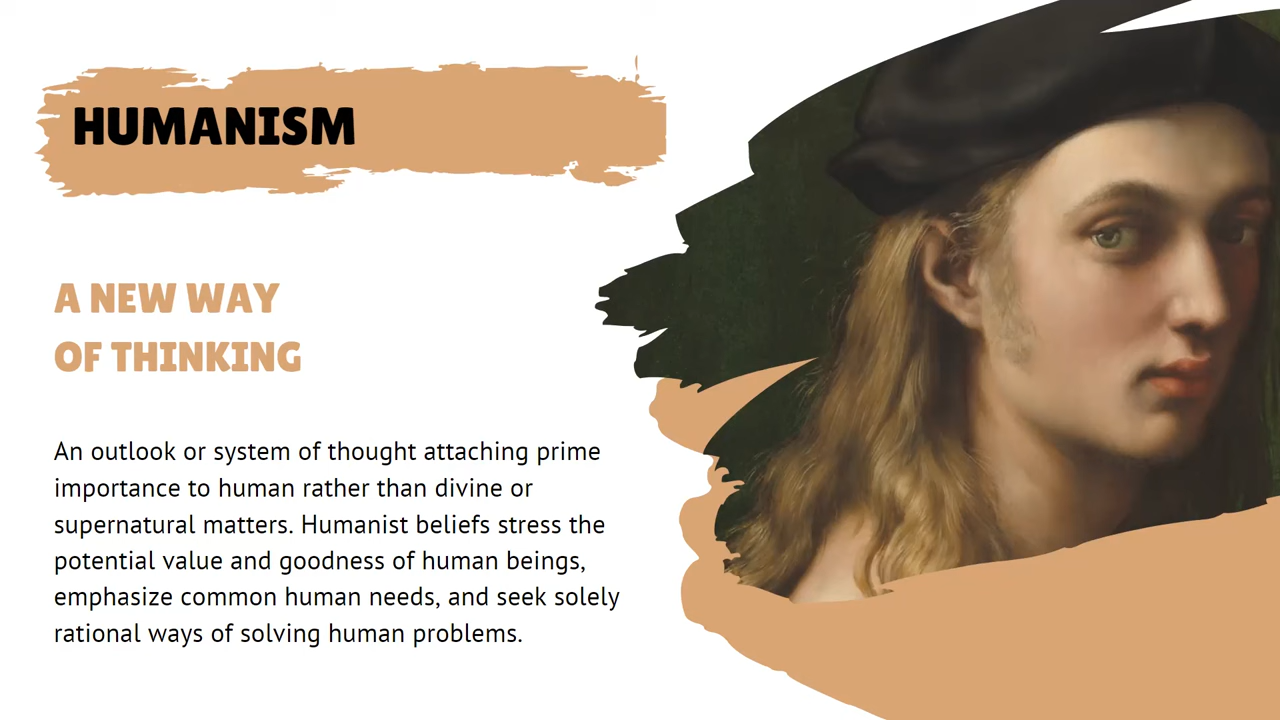 HUMANISM
A NEW WAY
OF THINKING
An outlook or system of thought attaching prime
importance to human rather than divine or
supernatural matters. Humanist beliefs stress the
potential value and goodness of human beings,
emphasize common human needs, and seek solely
rational ways of solving human problems.